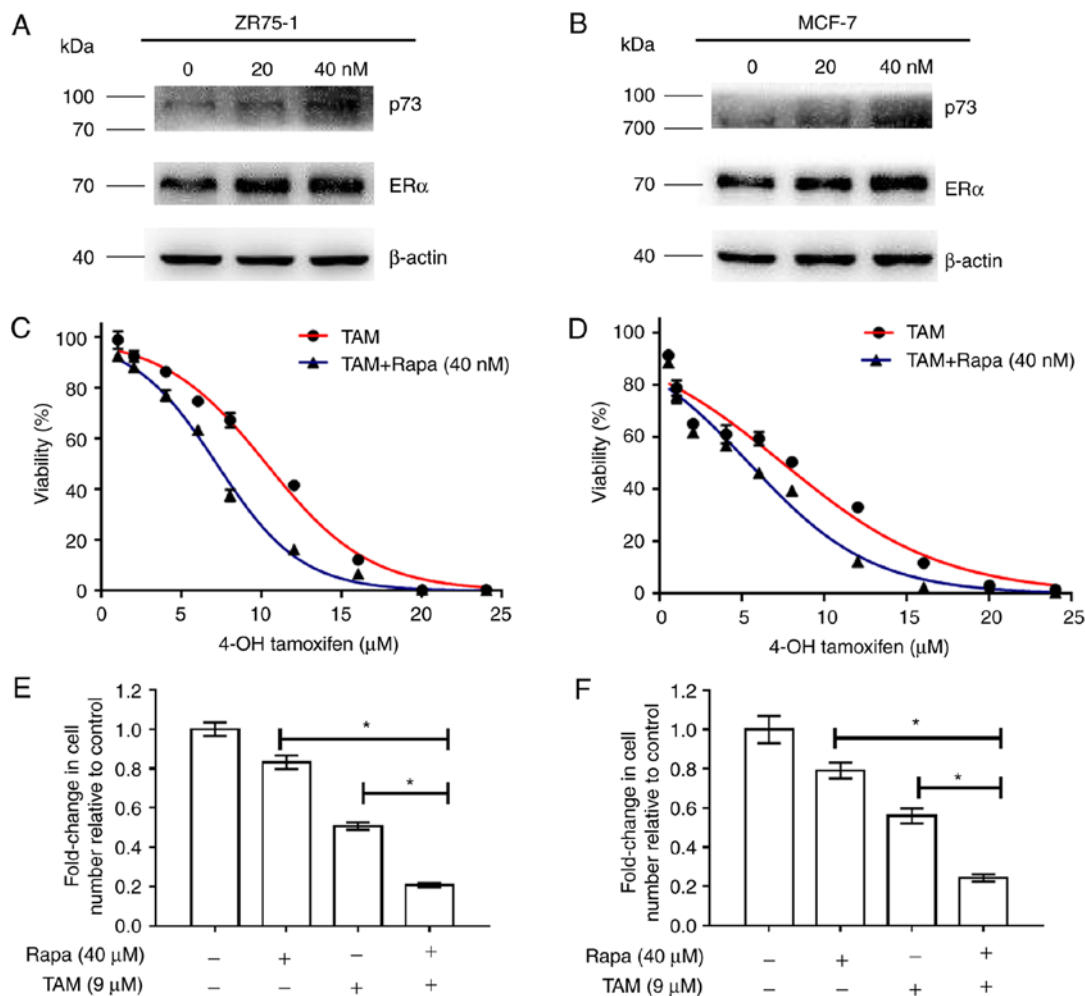 A
ZR75-1
kDa
0 20 40 nM
100
70
p73
70
ERα
40
β-actin
B
MCF-7
kDa
0 20 40 nM
100
700
p73
70
ERα
40
β-actin
C
100
80
60
40
20
0
Viability (%)
TAM
TAM+Rapa (40 nM)
0 5 10 15 20 25
4-OH tamoxifen (μM)
D
100
80
60
40
20
0
Viability (%)
TAM
TAM+Rapa (40 nM)
0 5 10 15 20 25
4-OH tamoxifen (μM)
E
1.2
1.0
0.8
0.6
0.4
0.2
0.0
Fold-change in cell
number relative to control
*
*
Rapa (40 μM) − + − +
TAM (9 μM) − − + +
F
1.2
1.0
0.8
0.6
0.4
0.2
0.0
Fold-change in cell
number relative to control
*
*
Rapa (40 μM) − + − +
TAM (9 μM) − − + +